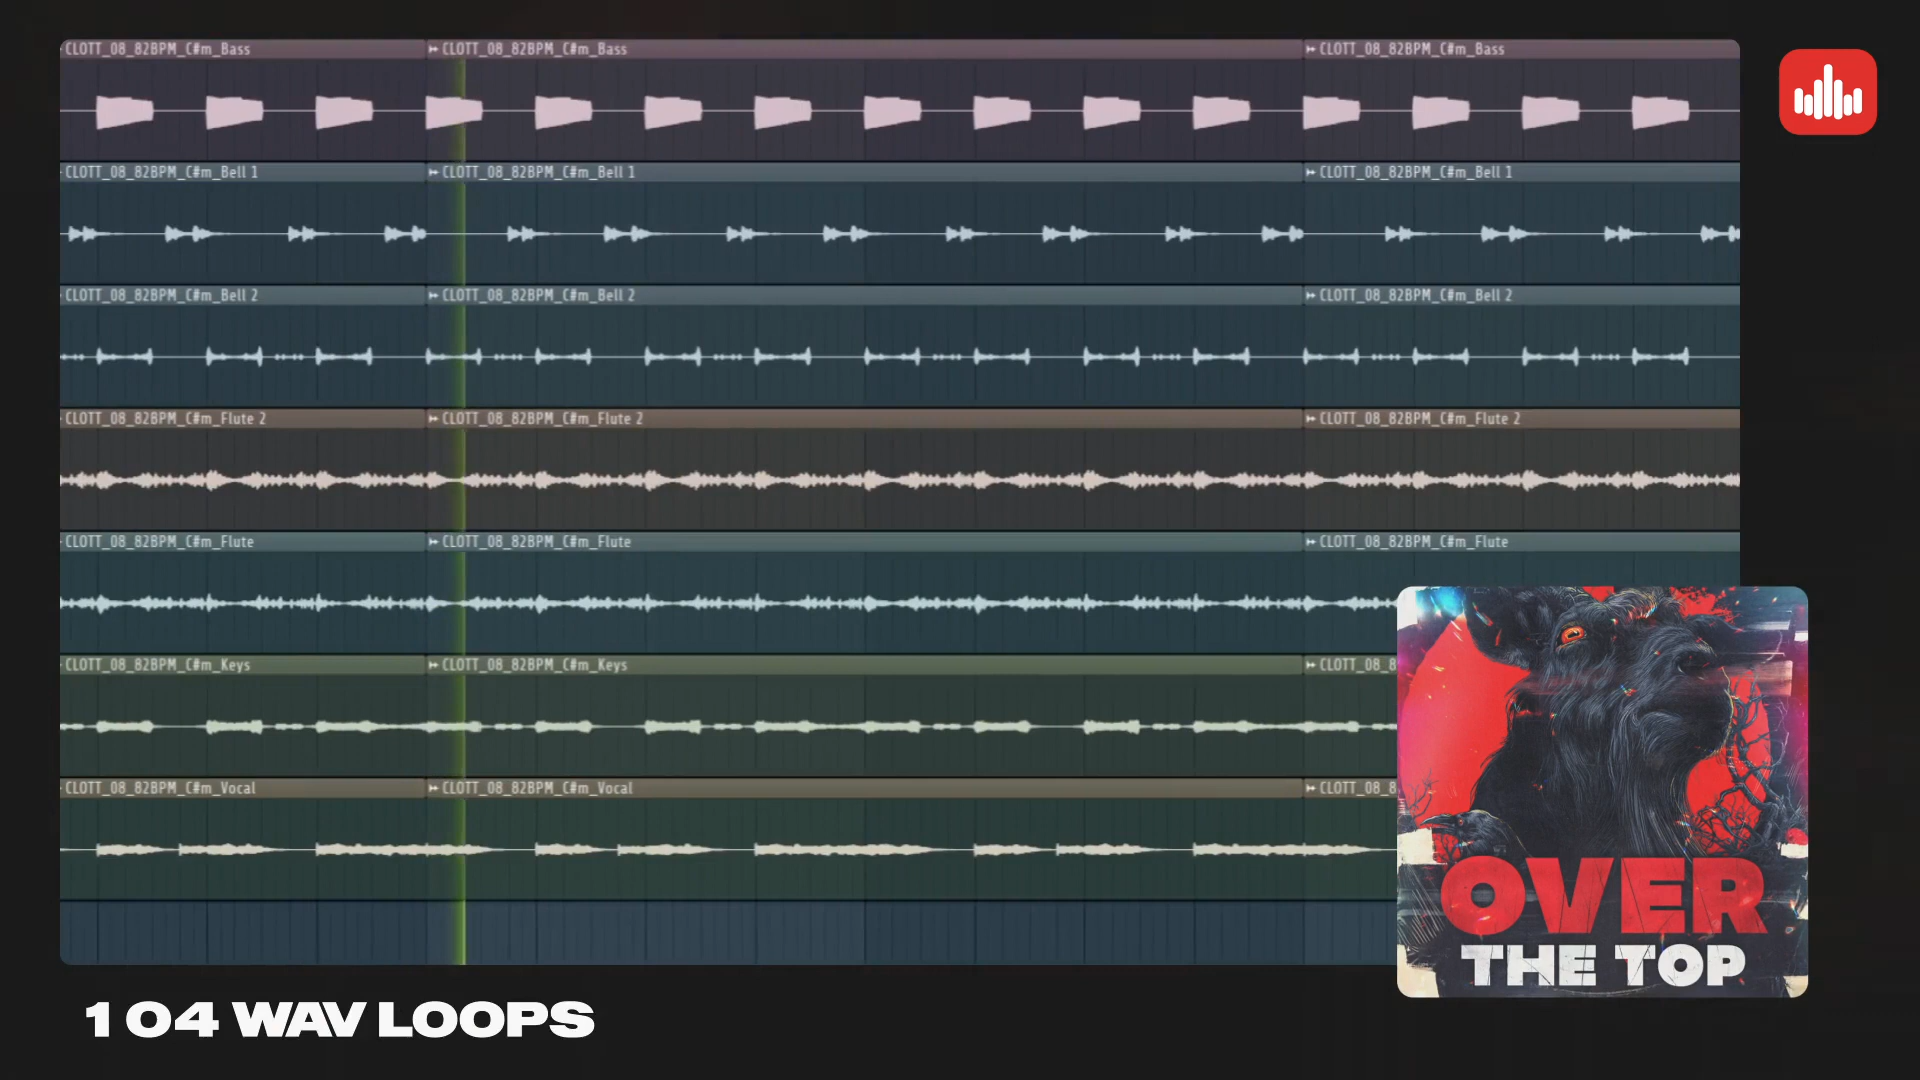 CLOTT_08_82BPM_C#m_Bass CLOTT_08_82BPM_C#m_Bass CLOTT_08_82BPM_C#m_Bass
CLOTT_08_82BPM_C#m_Bell 1 CLOTT_08_82BPM_C#m_Bell 1 CLOTT_08_82BPM_C#m_Bell 1
CLOTT_08_82BPM_C#m_Bell 2 CLOTT_08_82BPM_C#m_Bell 2 CLOTT_08_82BPM_C#m_Bell 2
CLOTT_08_82BPM_C#m_Flute 2 CLOTT_08_82BPM_C#m_Flute 2 CLOTT_08_82BPM_C#m_Flute 2
CLOTT_08_82BPM_C#m_Flute CLOTT_08_82BPM_C#m_Flute CLOTT_08_82BPM_C#m_Flute
CLOTT_08_82BPM_C#m_Keys CLOTT_08_82BPM_C#m_Keys CLOTT_08_8
CLOTT_08_82BPM_C#m_Vocal CLOTT_08_82BPM_C#m_Vocal CLOTT_08_8
OVER
THE TOP
104 WAV LOOPS